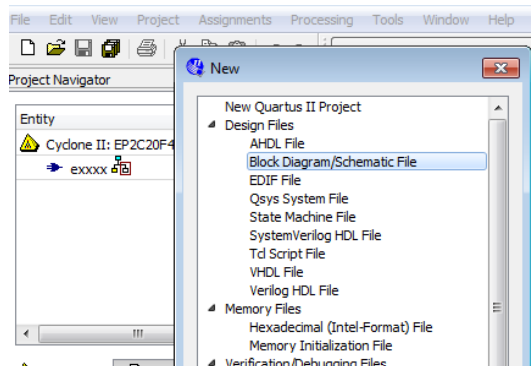 File Edit View Project Assignments Processing Tools Window Help
Project Navigator
New
Entity
Cyclone II: EP2C20F4
exxxx
New Quartus II Project
Design Files
AHDL File
Block Diagram/Schematic File
EDIF File
Qsys System File
State Machine File
SystemVerilog HDL File
Tcl Script File
VHDL File
Verilog HDL File
Memory Files
Hexadecimal (Intel-Format) File
Memory Initialization File
Verification/Debugging Files